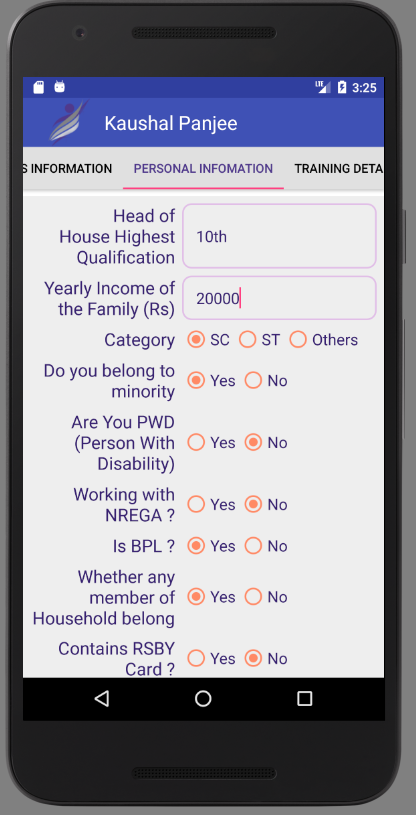 LTE 3:25
Kaushal Panjee
S INFORMATION PERSONAL INFOMATION TRAINING DETA
Head of
House Highest
Qualification
10th
Yearly Income of
the Family (Rs)
20000
Category SC ST Others
Do you belong to
minority
Yes No
Are You PWD
(Person With
Disability)
Yes No
Working with
NREGA ?
Yes No
Is BPL ? Yes No
Whether any
member of
Household belong
Yes No
Contains RSBY
Card ?
Yes No